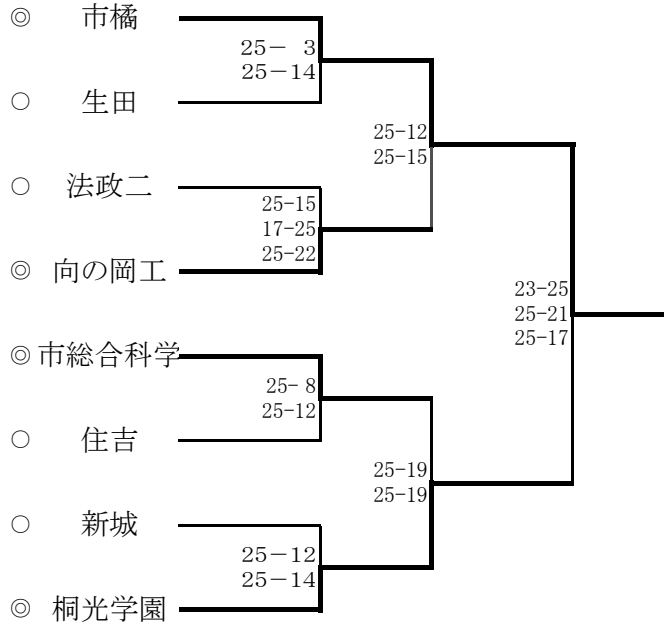 ◎ 市橘
25－ 3
25－14
○ 生田
25-12
25-15
○ 法政二
25-15
17-25
25-22
◎ 向の岡工
23-25
25-21
25-17
◎ 市総合科学
25- 8
25-12
○ 住吉
25-19
25-19
○ 新城
25－12
25－14
◎ 桐光学園